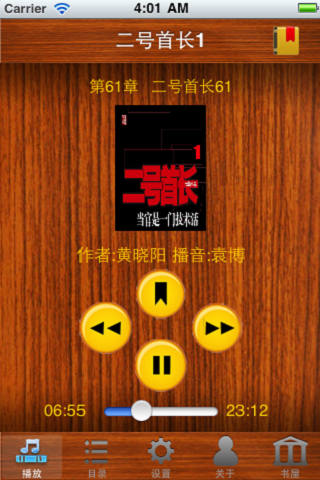 Carrier 4:01 AM
二号首长1
第61章 二号首长61
1
二号首长
当官是一门技术活
作者:黄晓阳 播音:袁博
06:55 23:12
播放 目录 设置 关于 书屋